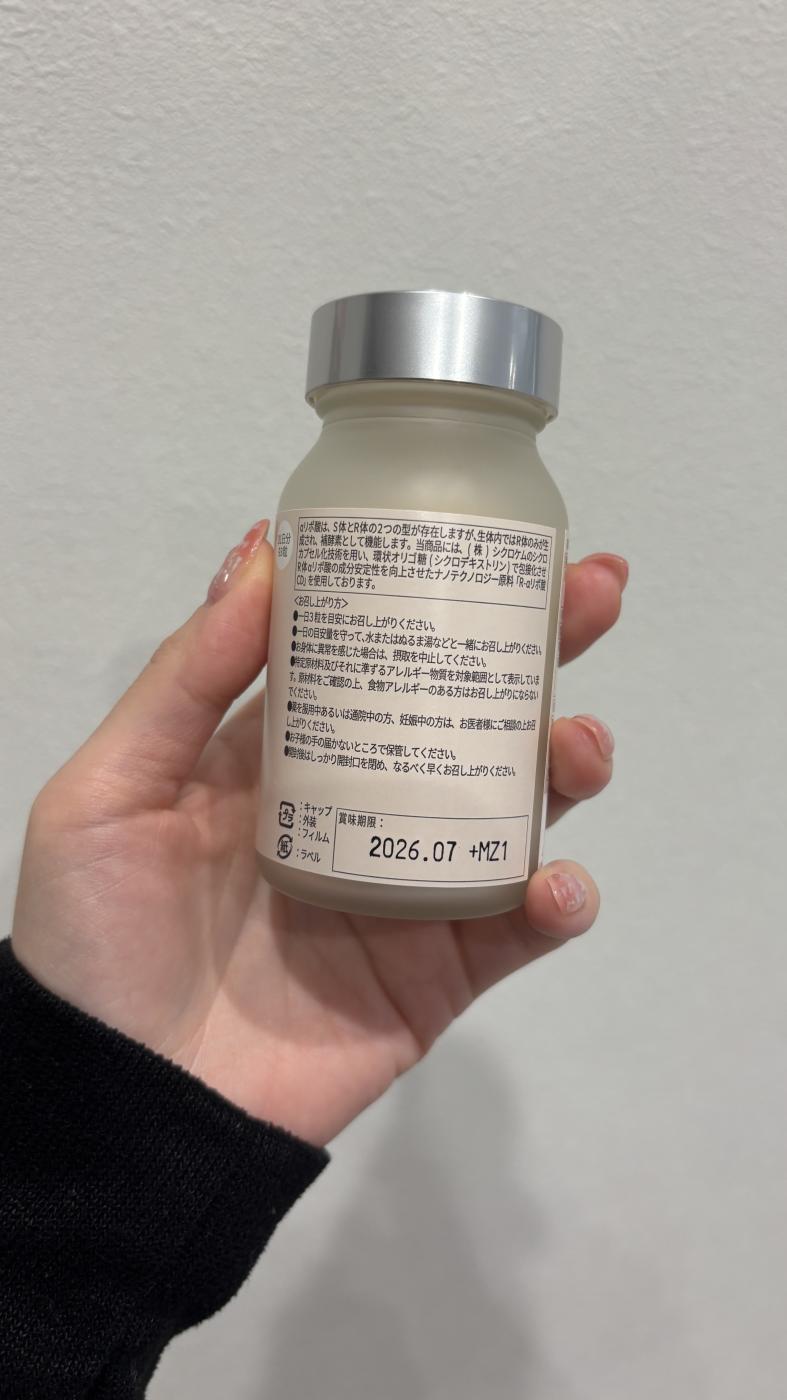 αリポ酸は、S体とR体の2つの型が存在しますが、生体内ではR体のみが生
成され、補酵素として機能します。当商品には、(株)シクロケムのシクロ
カプセル化技術を用い、環状オリゴ糖(シクロデキストリン)で包接化させ
R体αリポ酸の成分安定性を向上させたナノテクノロジー原料「R-αリポ酸
CD」を使用しております。
<お召し上がり方>
●一日3粒を目安にお召し上がりください。
●一日の目安量を守って、水またはぬるま湯などと一緒にお召し上がりください。
●お身体に異常を感じた場合は、摂取を中止してください。
●特定原材料及びそれに準ずるアレルギー物質を対象範囲として表示していま
す。原材料をご確認の上、食物アレルギーのある方はお召し上がりにならない
でください。
●薬を服用中あるいは通院中の方、妊娠中の方は、お医者様にご相談の上お召
し上がりください。
●お子様の手の届かないところで保管してください。
●開封後はしっかり開封口を閉め、なるべく早くお召し上がりください。
プラ
:キャップ
:外装
:フィルム
紙
:ラベル
賞味期限:
2026.07 +MZ1